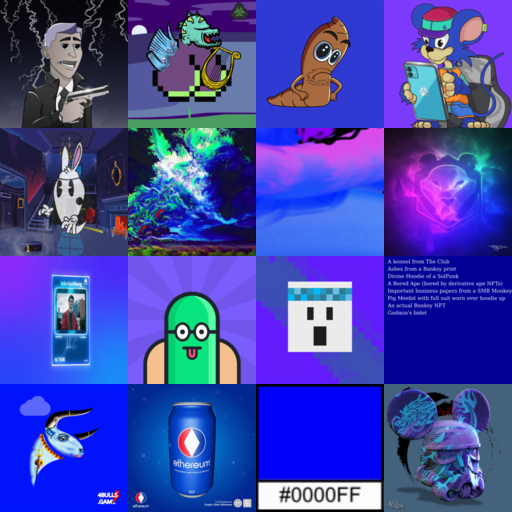 A kennel from The Club
Ashes from a Banksy print
Divine Hoodie of a SolPunk
A Bored Ape (bored by derivative ape NFTs)
Important business papers from a SMB Monkey
Pig Meebit with full suit worn over hoodie up
An actual Banksy NFT
Godmin's bidet
4BULLS
.GAME
ethereum
ethereum
#0000FF